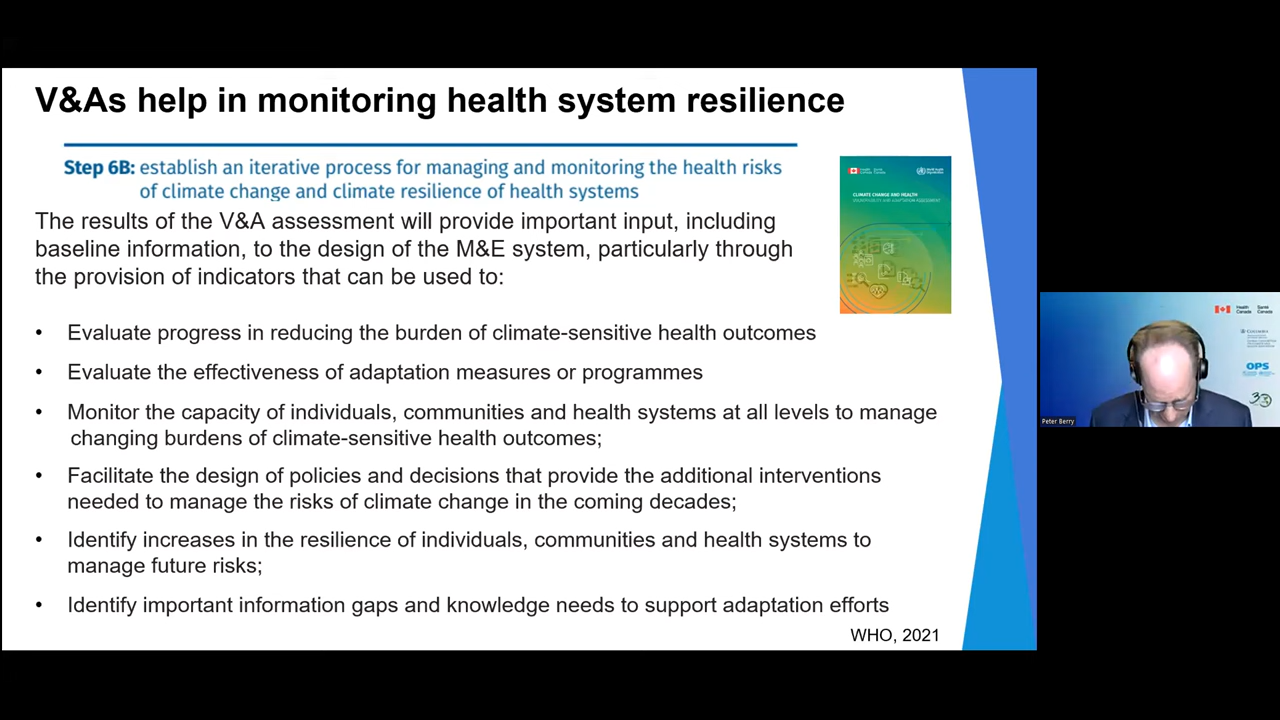 V&As help in monitoring health system resilience
Step 6B: establish an iterative process for managing and monitoring the health risks
of climate change and climate resilience of health systems
The results of the V&A assessment will provide important input, including
baseline information, to the design of the M&E system, particularly through
the provision of indicators that can be used to:
• Evaluate progress in reducing the burden of climate-sensitive health outcomes
• Evaluate the effectiveness of adaptation measures or programmes
• Monitor the capacity of individuals, communities and health systems at all levels to manage
changing burdens of climate-sensitive health outcomes;
• Facilitate the design of policies and decisions that provide the additional interventions
needed to manage the risks of climate change in the coming decades;
• Identify increases in the resilience of individuals, communities and health systems to
manage future risks;
• Identify important information gaps and knowledge needs to support adaptation efforts
WHO, 2021
CLIMATE CHANGE AND HEALTH
VULNERABILITY AND ADAPTATION ASSESSMENT
Health Santé
Canada Canada
OPS
Peter Berry